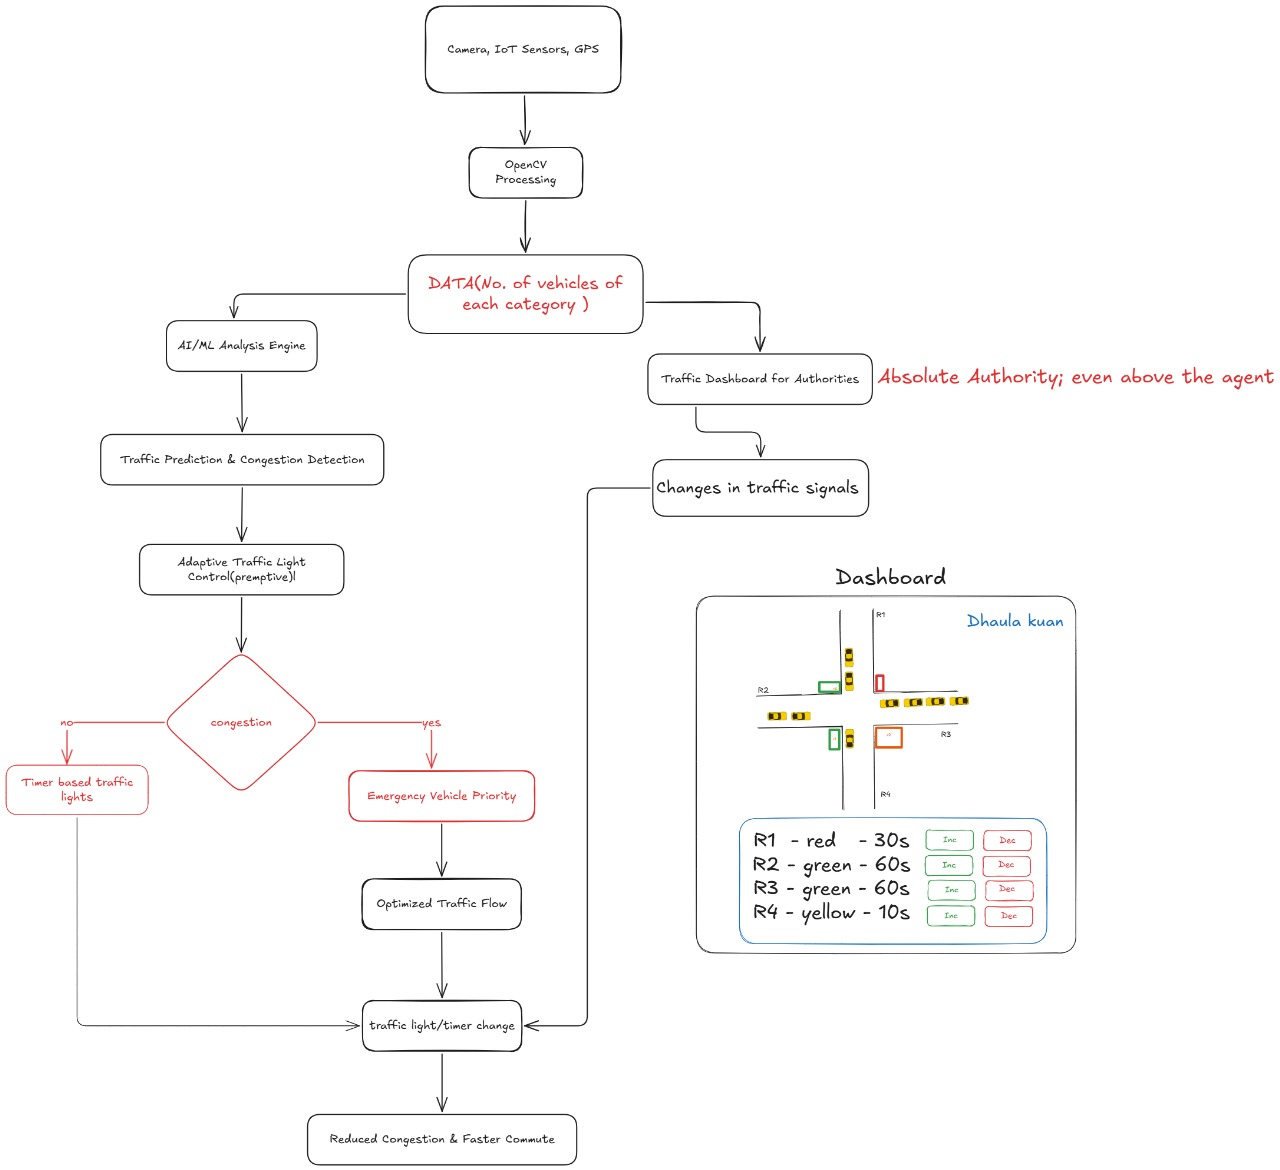 Camera, IoT Sensors, GPS
OpenCV
Processing
DATA(No. of vehicles of
each category )
AI/ML Analysis Engine
Traffic Dashboard for Authorities
Absolute Authority; even above the agent
Traffic Prediction & Congestion Detection
Changes in traffic signals
Adaptive Traffic Light
Control(premptive)l
congestion
no
yes
Timer based traffic
lights
Emergency Vehicle Priority
Optimized Traffic Flow
traffic light/timer change
Reduced Congestion & Faster Commute
Dashboard
Dhaula kuan
R1
R2
R3
R4
R1 - red - 30s Inc Dec
R2 - green - 60s Inc Dec
R3 - green - 60s Inc Dec
R4 - yellow - 10s Inc Dec